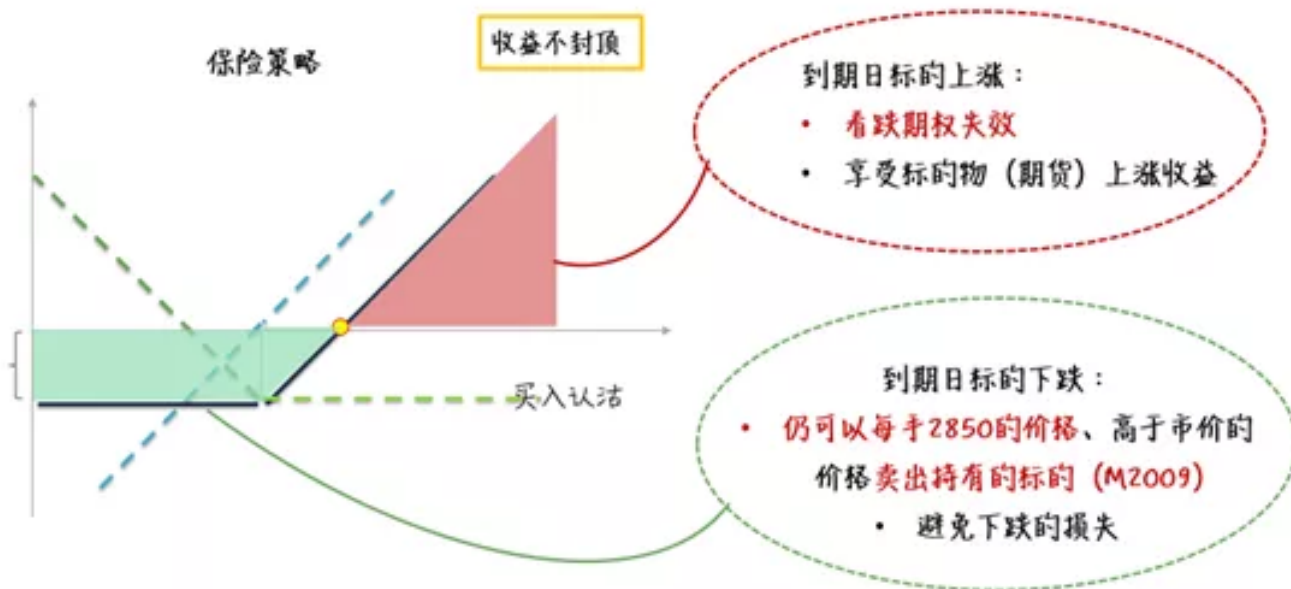 保险策略
收益不封顶
到期日标的上涨：
• 看跌期权失效
• 享受标的物（期货）上涨收益
买入认沽
到期日标的下跌：
• 仍可以每手2850的价格、高于市价的
价格卖出持有的标的（M2009）
• 避免下跌的损失